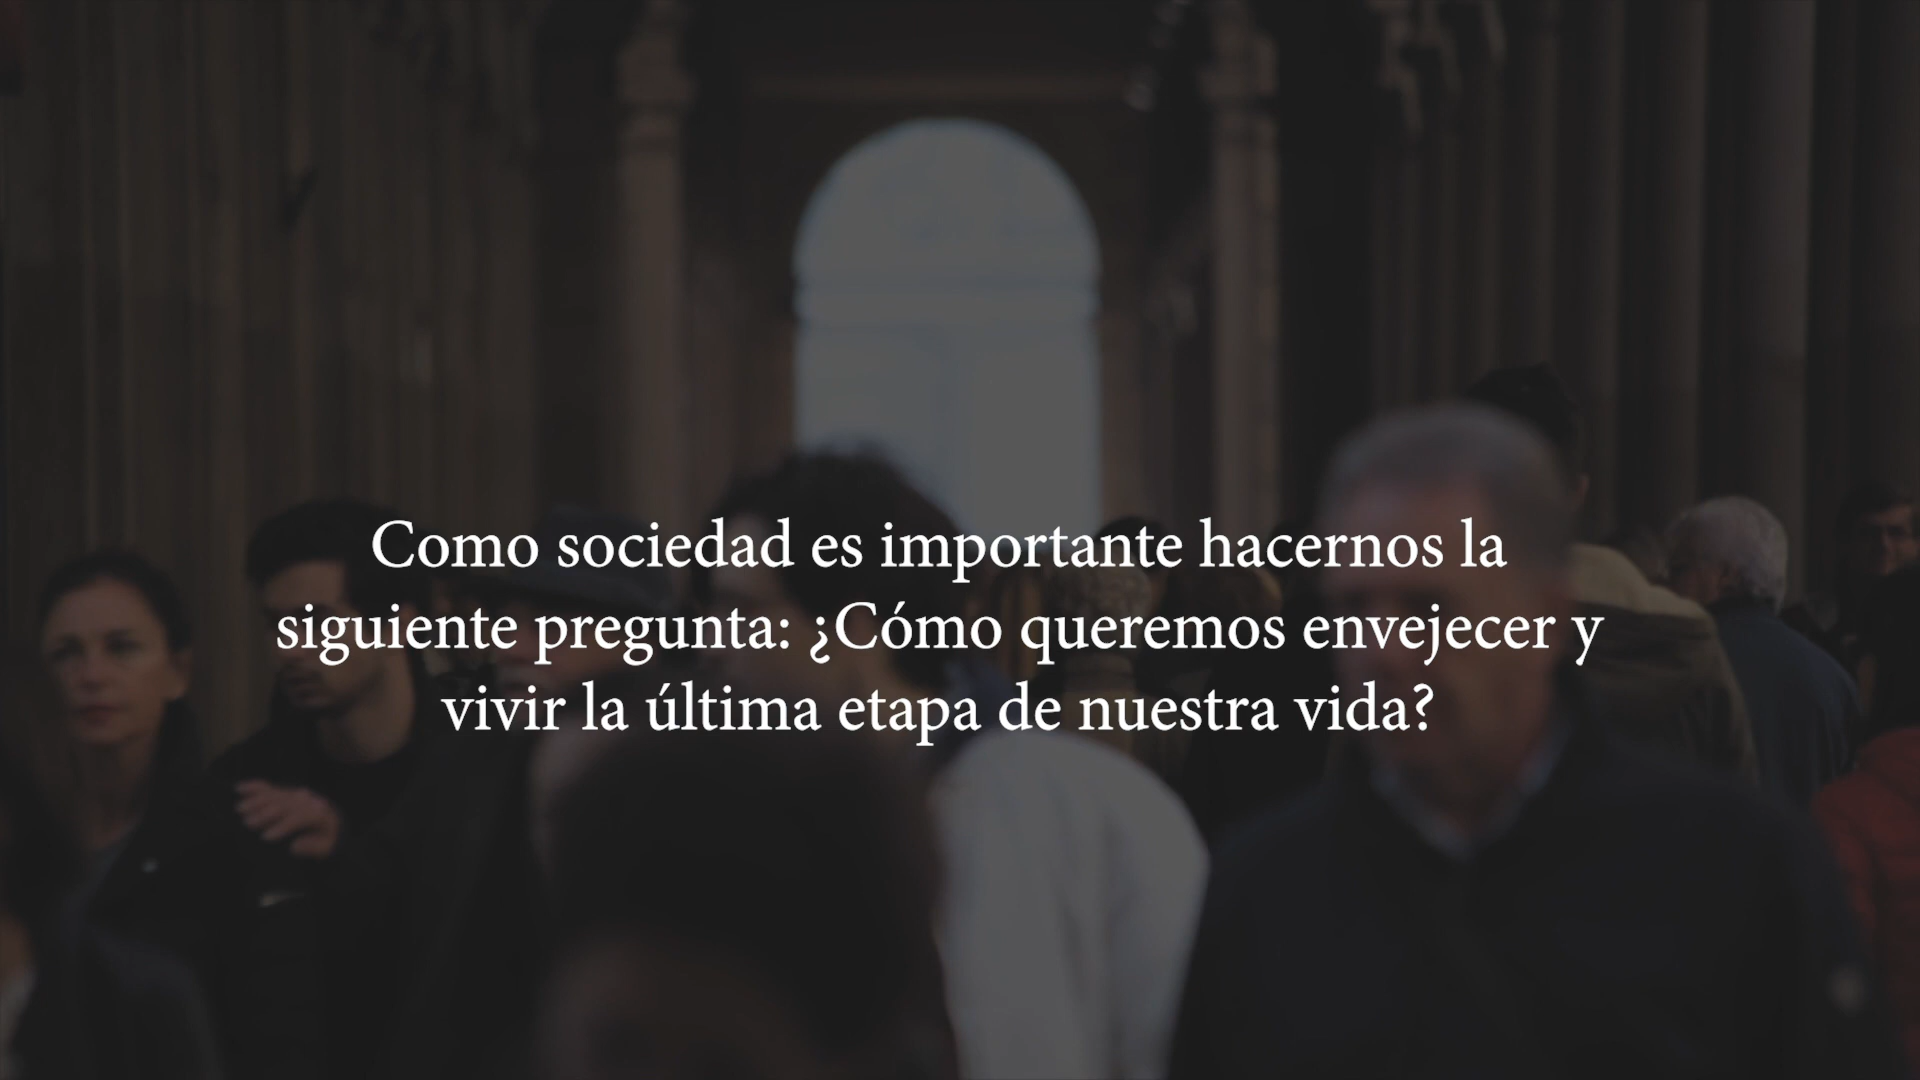 Como sociedad es importante hacernos la
siguiente pregunta: ¿Cómo queremos envejecer y
vivir la última etapa de nuestra vida?